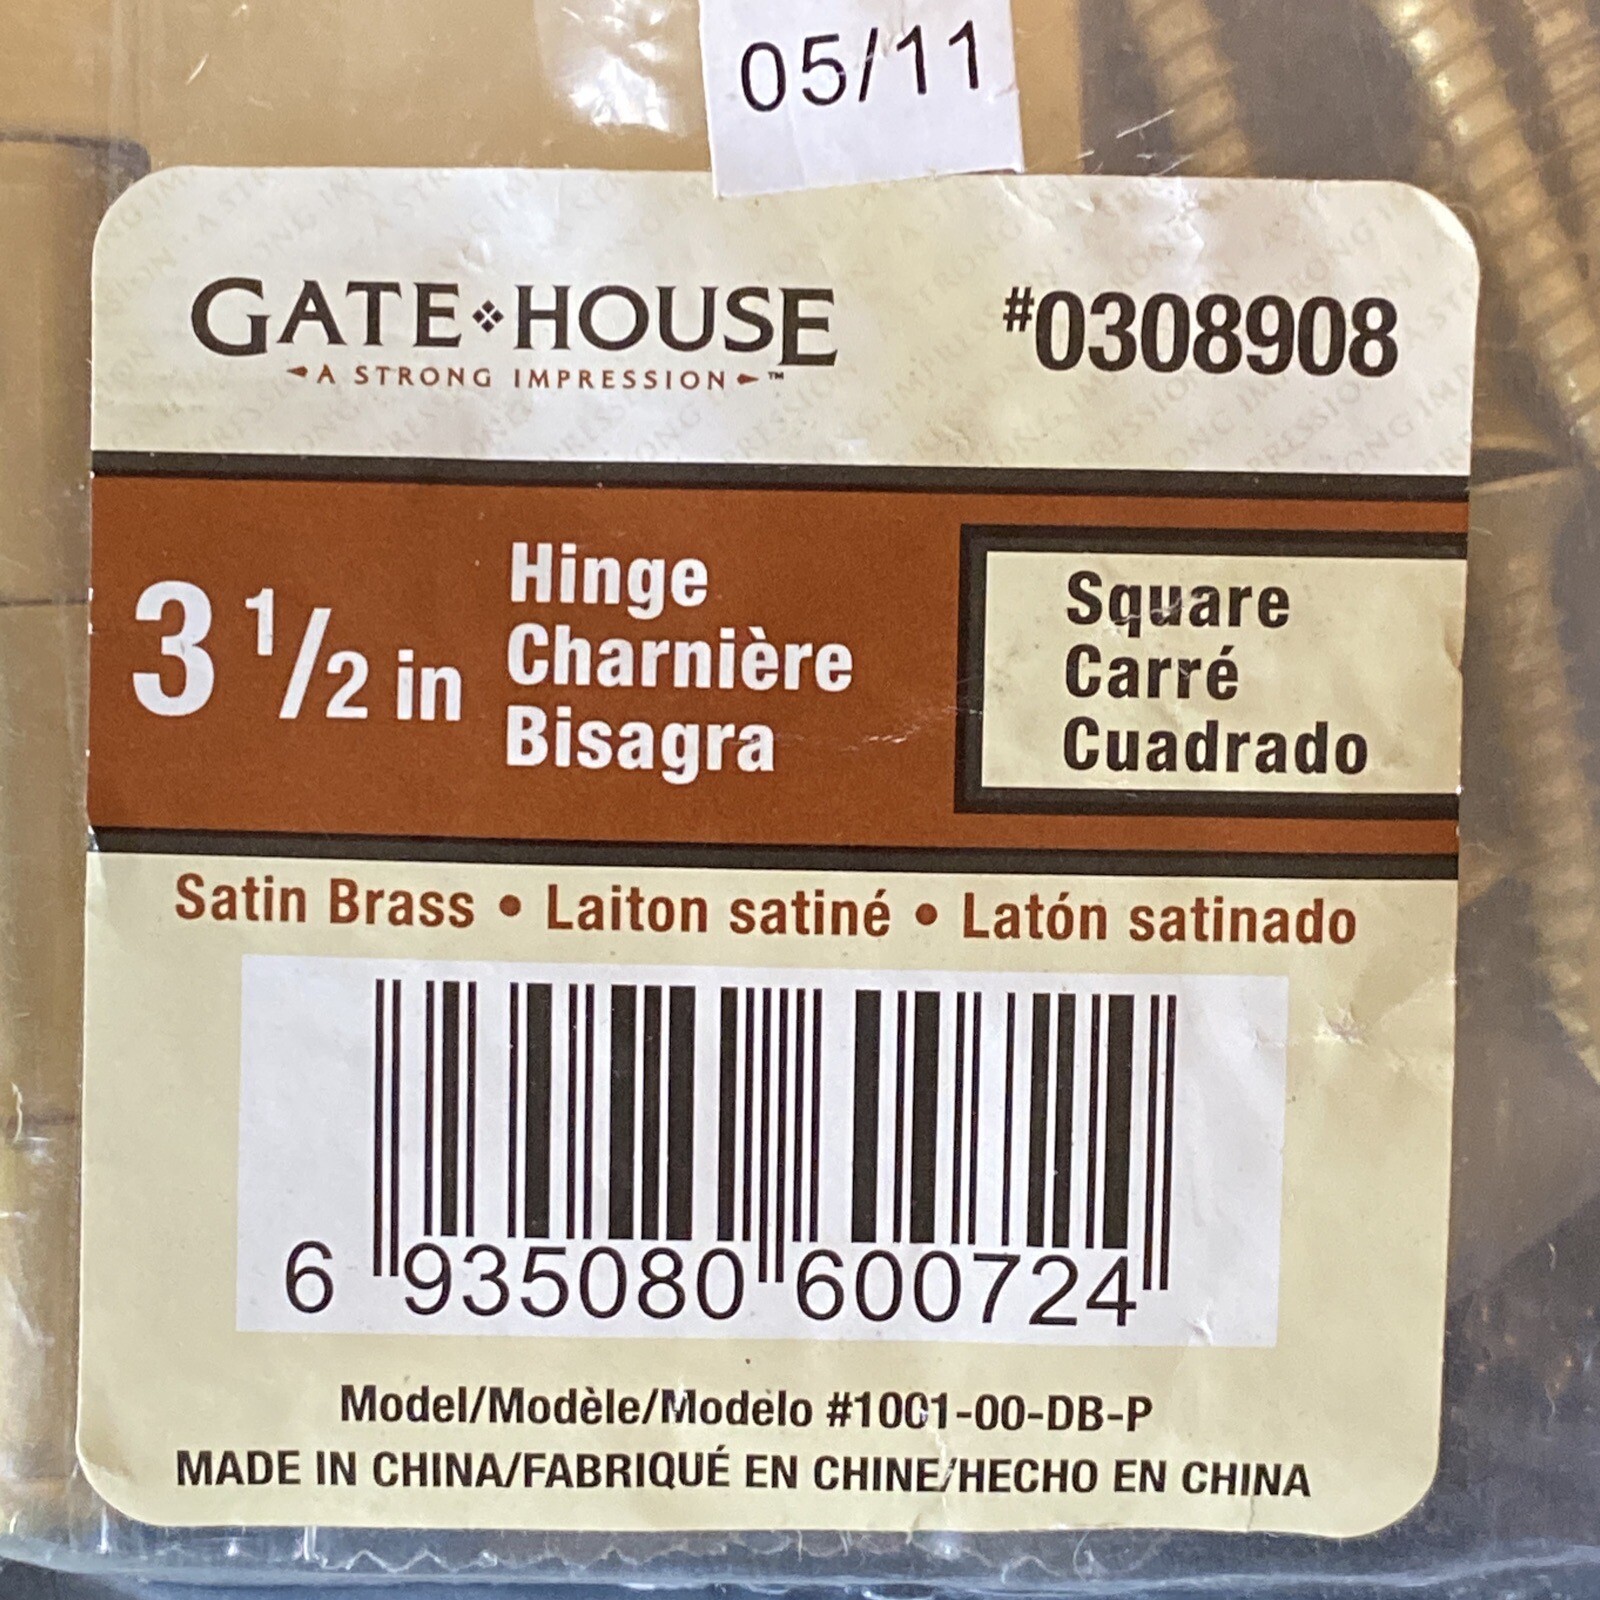 05/11
GATE HOUSE
A STRONG IMPRESSION ™
#0308908
3 1/2 in
Hinge
Charnière
Bisagra
Square
Carré
Cuadrado
Satin Brass • Laiton satiné • Latón satinado
6 935080 600724
Model/Modèle/Modelo #1001-00-DB-P
MADE IN CHINA/FABRIQUÉ EN CHINE/HECHO EN CHINA